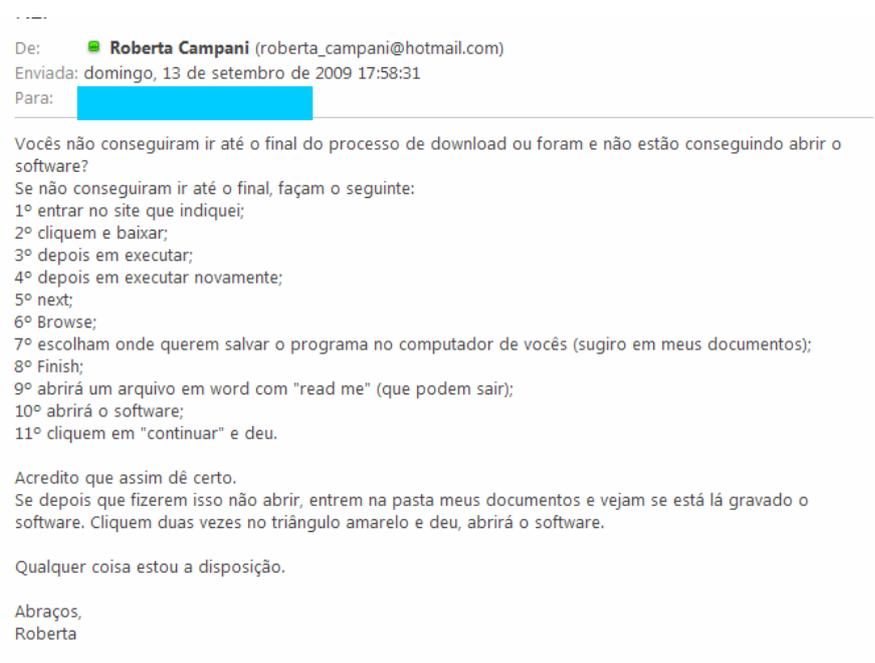 De: Roberta Campani (roberta_campani@hotmail.com)
Enviada: domingo, 13 de setembro de 2009 17:58:31
Para:
Vocês não conseguiram ir até o final do processo de download ou foram e não estão conseguindo abrir o
software?
Se não conseguiram ir até o final, façam o seguinte:
1º entrar no site que indiquei;
2º cliquem e baixar;
3º depois em executar;
4º depois em executar novamente;
5º next;
6º Browse;
7º escolham onde querem salvar o programa no computador de vocês (sugiro em meus documentos);
8º Finish;
9º abrirá um arquivo em word com "read me" (que podem sair);
10º abrirá o software;
11º cliquem em "continuar" e deu.
Acredito que assim dê certo.
Se depois que fizerem isso não abrir, entrem na pasta meus documentos e vejam se está lá gravado o
software. Cliquem duas vezes no triângulo amarelo e deu, abrirá o software.
Qualquer coisa estou a disposição.
Abraços,
Roberta